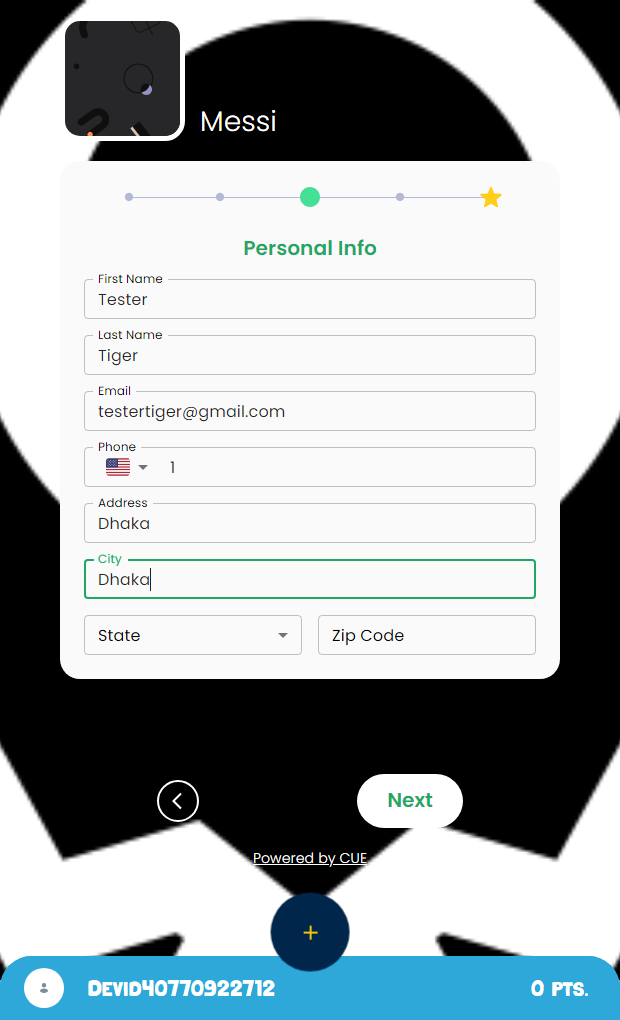 Messi
Personal Info
First Name
Tester
Last Name
Tiger
Email
testertiger@gmail.com
Phone
1
Address
Dhaka
City
Dhaka
State
Zip Code
Next
Powered by CUE
+
Devid40770922712
0 pts.